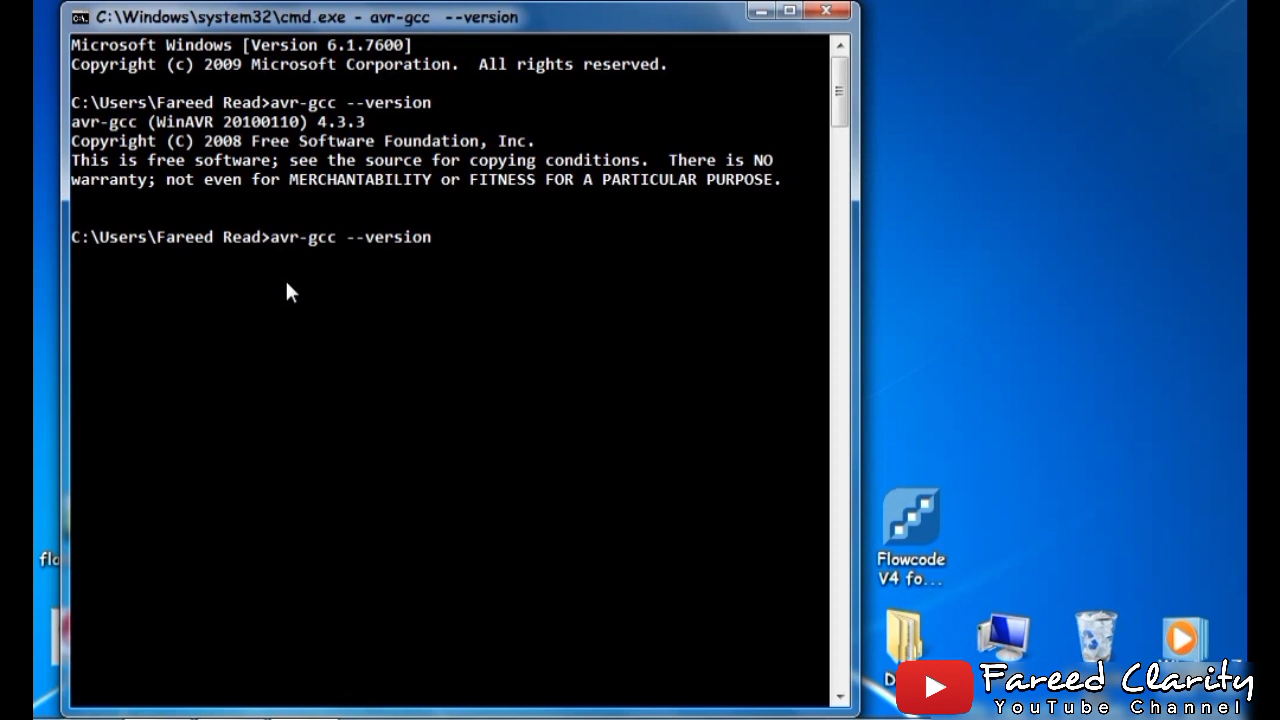 C:\Windows\system32\cmd.exe - avr-gcc --version
Microsoft Windows [Version 6.1.7600]
Copyright (c) 2009 Microsoft Corporation. All rights reserved.
C:\Users\Fareed Read>avr-gcc --version
avr-gcc (WinAVR 20100110) 4.3.3
Copyright (C) 2008 Free Software Foundation, Inc.
This is free software; see the source for copying conditions. There is NO
warranty; not even for MERCHANTABILITY or FITNESS FOR A PARTICULAR PURPOSE.
C:\Users\Fareed Read>avr-gcc --version
flo
Flowcode
V4 fo...
Fareed Clarity
YouTube Channel